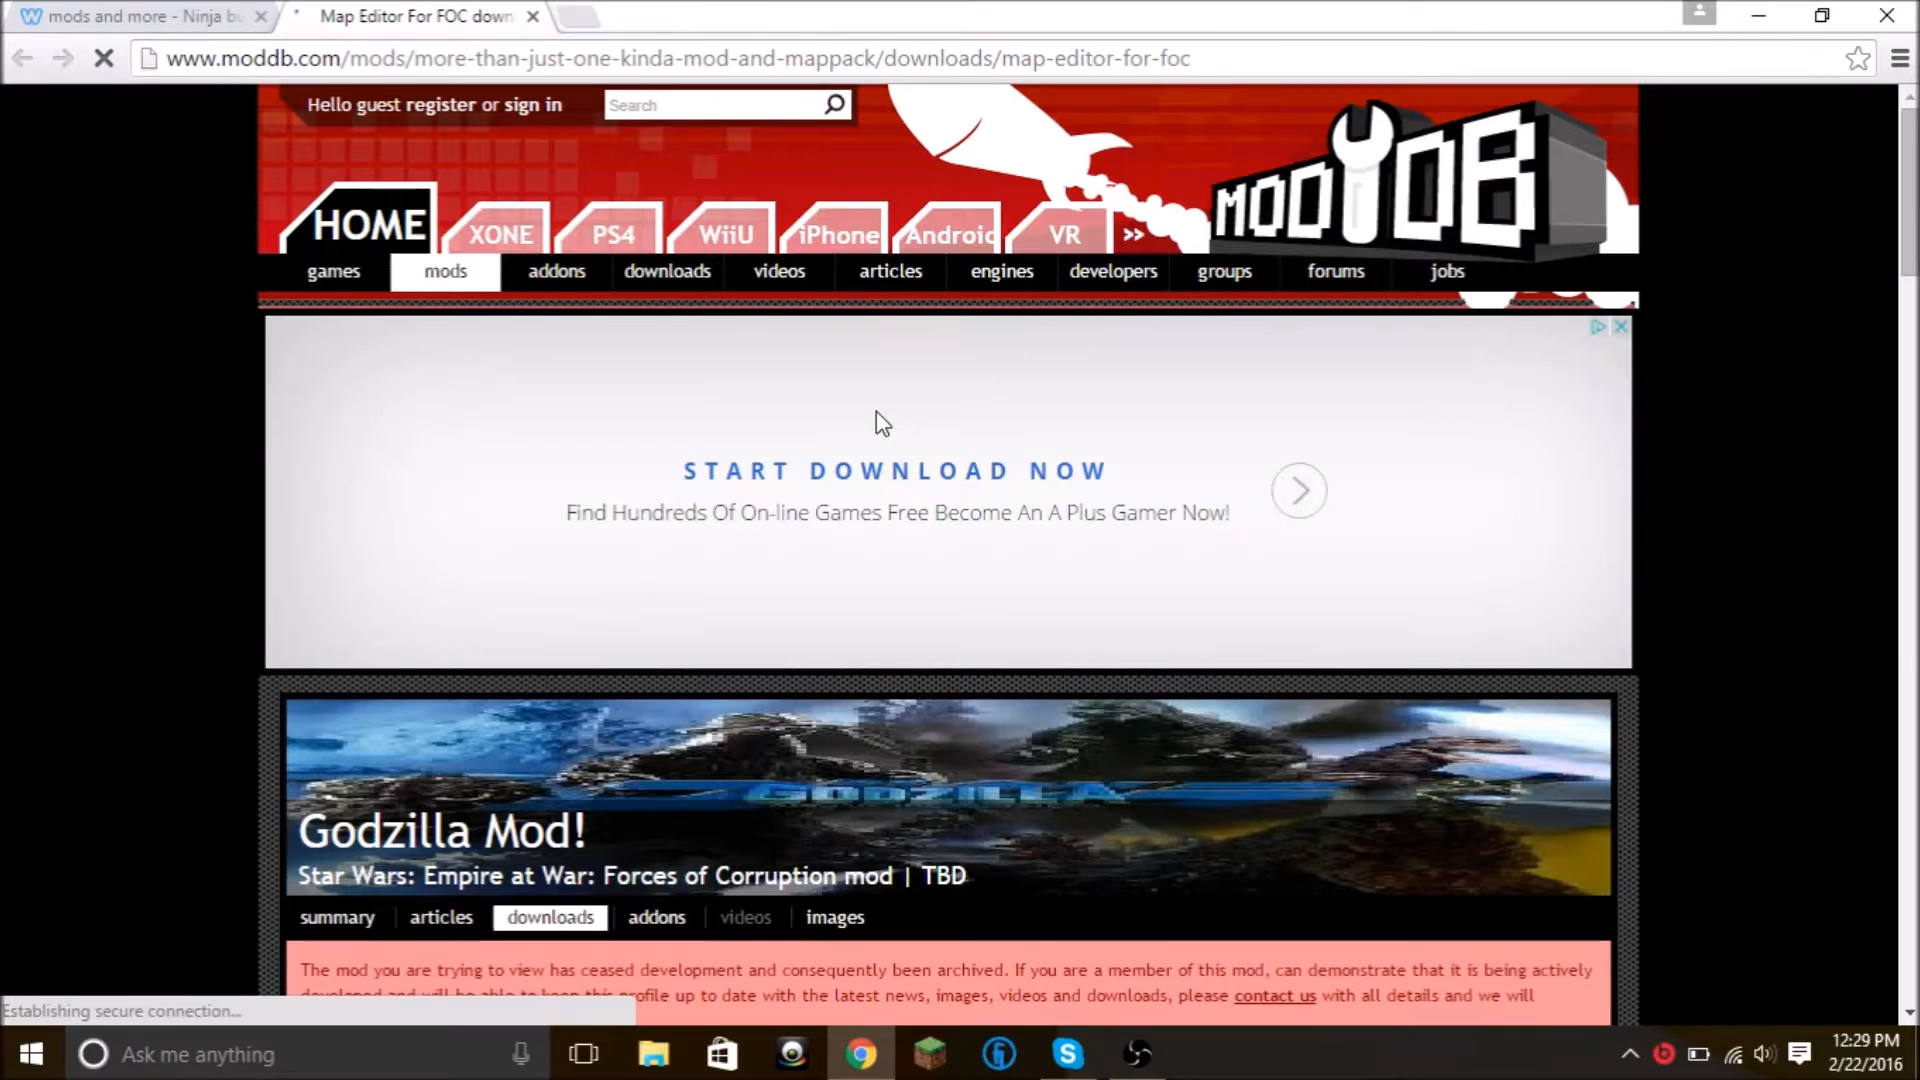 mods and more - Ninja bu
Map Editor For FOC down
www.moddb.com/mods/more-than-just-one-kinda-mod-and-mappack/downloads/map-editor-for-foc
Hello guest register or sign in
Search
MODDB
HOME XONE PS4 WiiU iPhone Android VR >>
games mods addons downloads videos articles engines developers groups forums jobs
START DOWNLOAD NOW
Find Hundreds Of On-line Games Free Become An A Plus Gamer Now!
GODZILLA
Godzilla Mod!
Star Wars: Empire at War: Forces of Corruption mod | TBD
summary articles downloads addons videos images
The mod you are trying to view has ceased development and consequently been archived. If you are a member of this mod, can demonstrate that it is being actively
developed and will be able to keep this profile up to date with the latest news, images, videos and downloads, please contact us with all details and we will
Establishing secure connection...
Ask me anything
12:29 PM
2/22/2016